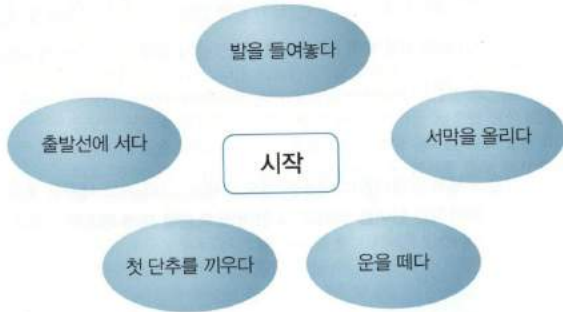 발을 들여놓다
출발선에 서다
서막을 올리다
시작
첫 단추를 끼우다
운을 떼다